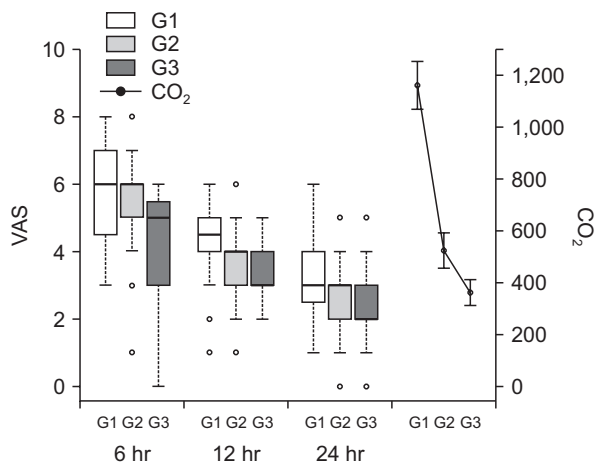 G1
G2
G3
CO₂
10
8
6
4
2
0
VAS
1,200
1,000
800
600
400
200
0
CO₂
G1 G2 G3 G1 G2 G3 G1 G2 G3 G1 G2 G3
6 hr 12 hr 24 hr